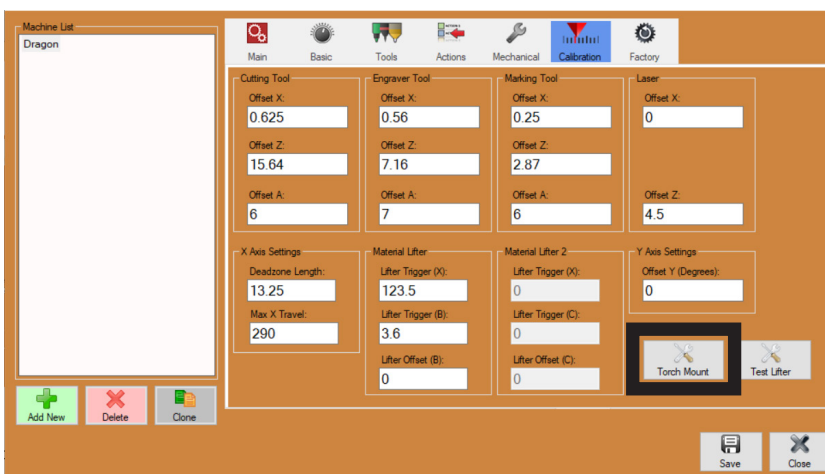 Machine List
Dragon
Main Basic Tools Actions Mechanical Calibration Factory
Cutting Tool
Offset X:
0.625
Offset Z:
15.64
Offset A:
6
Engraver Tool
Offset X:
0.56
Offset Z:
7.16
Offset A:
7
Marking Tool
Offset X:
0.25
Offset Z:
2.87
Offset A:
6
Laser
Offset X:
0
Offset Z:
4.5
X Axis Settings
Deadzone Length:
13.25
Max X Travel:
290
Material Lifter
Lifter Trigger (X):
123.5
Lifter Trigger (B):
3.6
Lifter Offset (B):
0
Material Lifter 2
Lifter Trigger (X):
0
Lifter Trigger (C):
0
Lifter Offset (C):
0
Y Axis Settings
Offset Y (Degrees):
0
Torch Mount Test Lifter
Add New Delete Clone
Save Close